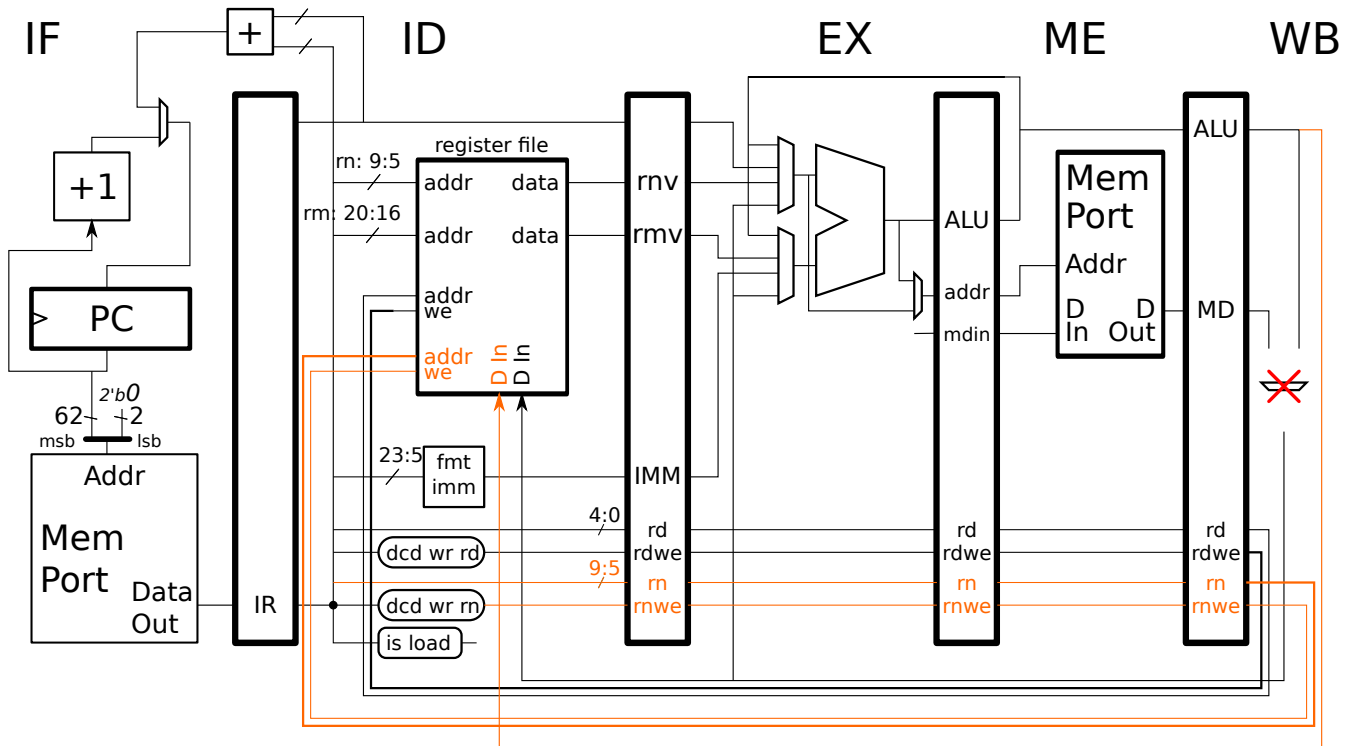 IF
ID
EX
ME
WB
+
+1
PC
2'b0
62
2
msb
lsb
Addr
Mem
Port
Data
Out
IR
register file
rn: 9:5
addr
data
rm: 20:16
addr
data
addr
we
addr
we
D In
D In
23:5
fmt
imm
4:0
dcd wr rd
9:5
dcd wr rn
is load
rnv
rmv
IMM
rd
rdwe
rn
rnwe
ALU
addr
mdin
rd
rdwe
rn
rnwe
Mem
Port
Addr
D
In
D
Out
ALU
MD
rd
rdwe
rn
rnwe